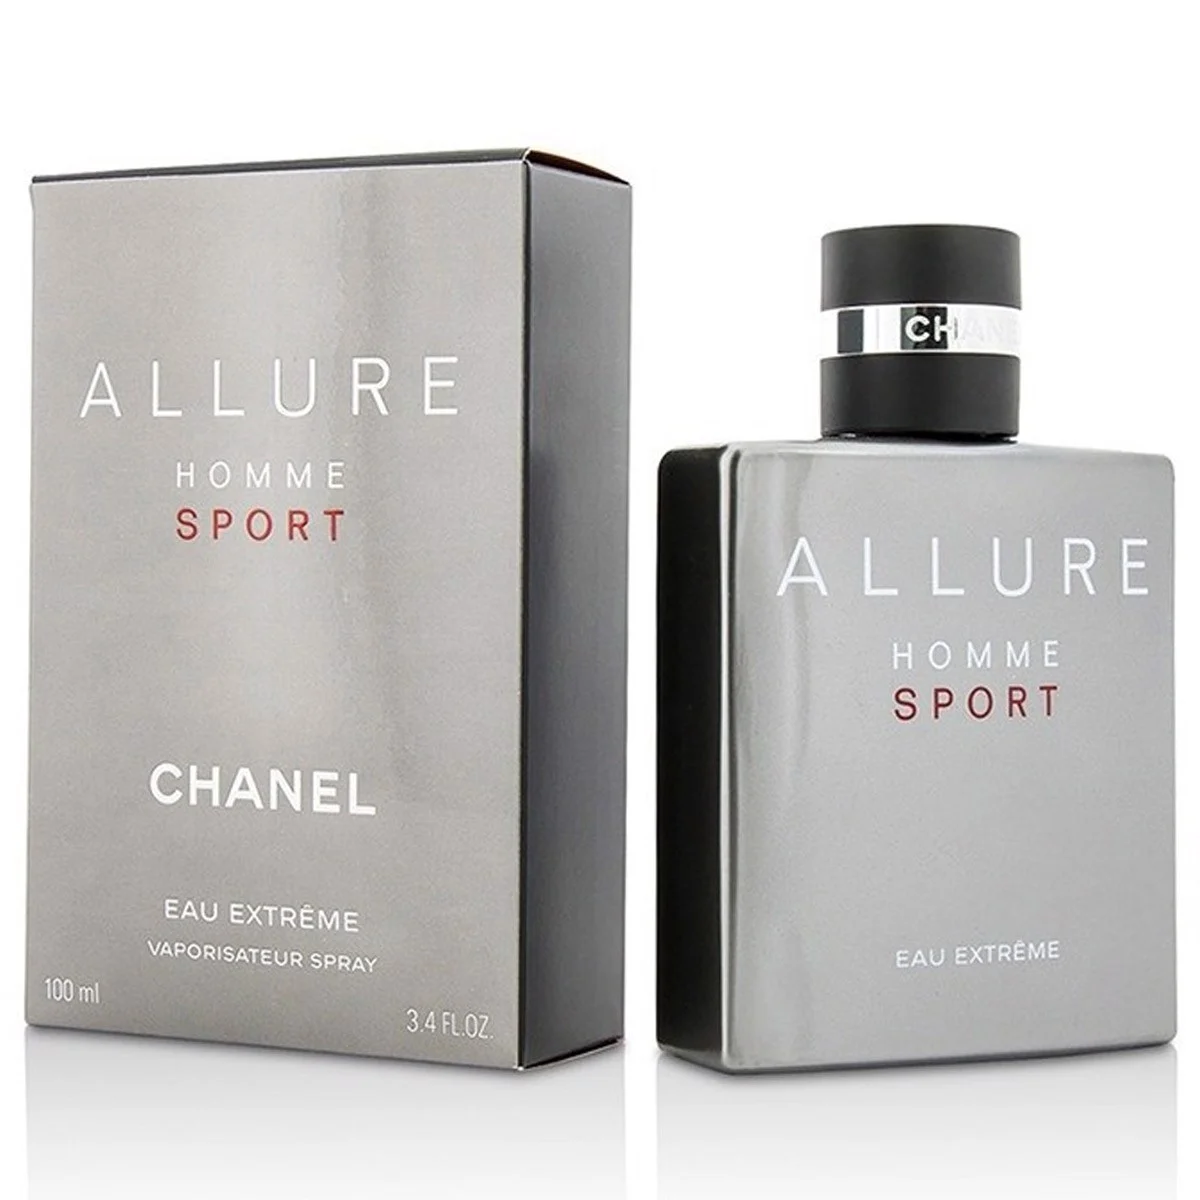 ALLURE
HOMME
SPORT
CHANEL
EAU EXTRÊME
VAPORISATEUR SPRAY
100 ml
3.4 FL.OZ.
CHANEL
ALLURE
HOMME
SPORT
EAU EXTRÊME